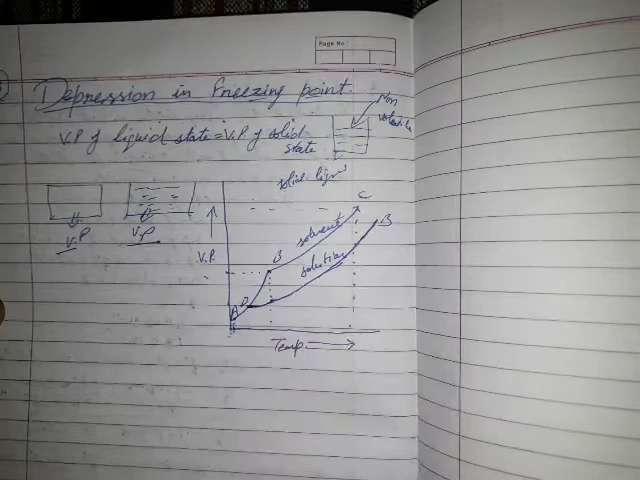 Page No.:
Depression in Freezing point.
V.P of liquid state = V.P of solid state
Non volatile
solid liquid
V.P
V.P
V.P.
C
B
solvent
B
solution
D
A
Temp.